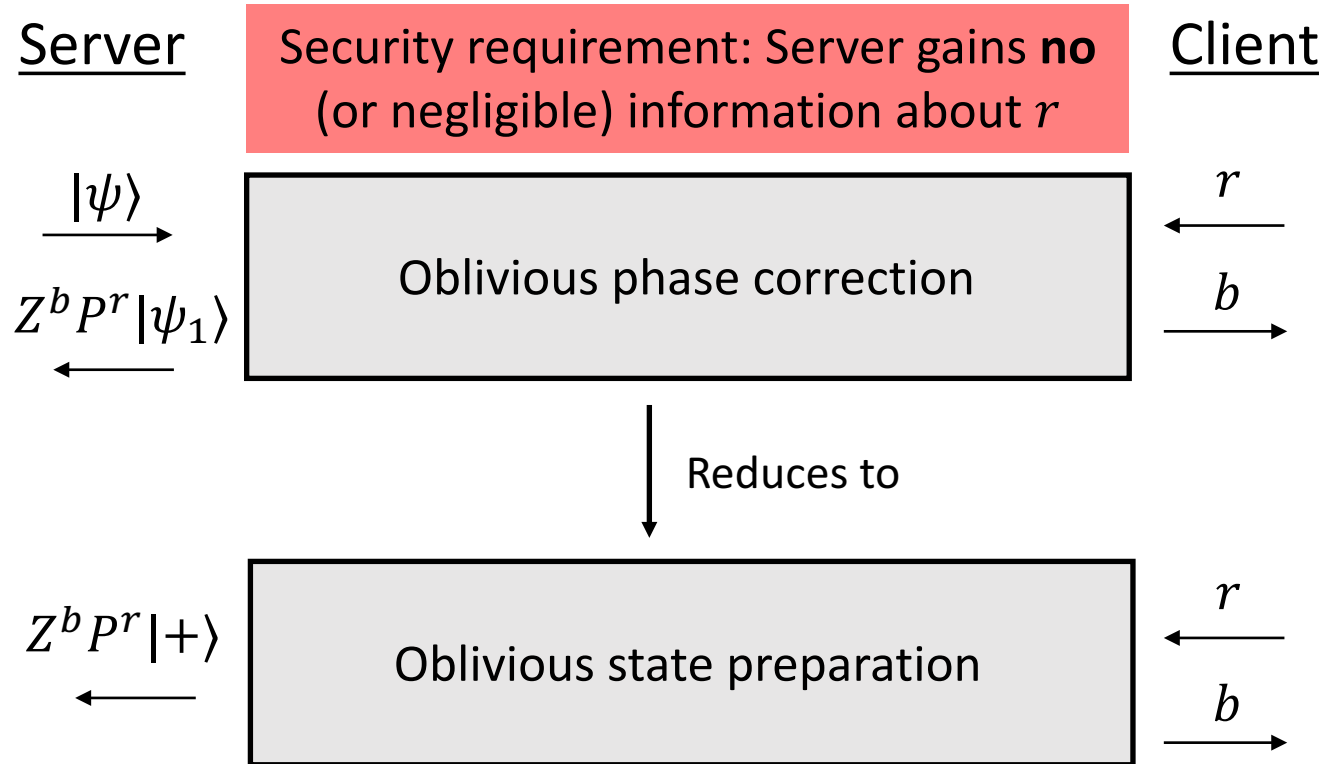 Server
Security requirement: Server gains no
(or negligible) information about r
Client
|ψ⟩
r
Oblivious phase correction
Z^b P^r |ψ₁⟩
b
Reduces to
r
Z^b P^r |+⟩
Oblivious state preparation
b